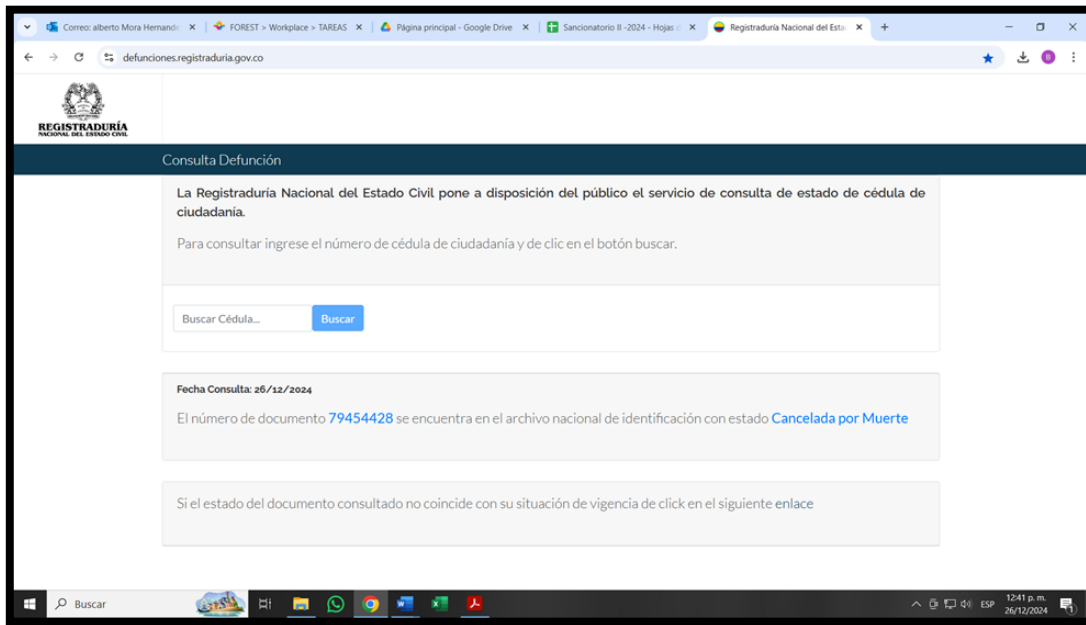 Correo: alberto Mora Hernande
FOREST > Workplace > TAREAS
Página principal - Google Drive
Sancionatorio II -2024 - Hojas c
Registraduría Nacional del Esta
defunciones.registraduria.gov.co
B
REGISTRADURÍA
NACIONAL DEL ESTADO CIVIL
Consulta Defunción
La Registraduría Nacional del Estado Civil pone a disposición del público el servicio de consulta de estado de cédula de
ciudadanía.
Para consultar ingrese el número de cédula de ciudadanía y de clic en el botón buscar.
Buscar Cédula... Buscar
Fecha Consulta: 26/12/2024
El número de documento 79454428 se encuentra en el archivo nacional de identificación con estado Cancelada por Muerte
Si el estado del documento consultado no coincide con su situación de vigencia de click en el siguiente enlace
Buscar
ESP
12:41 p. m.
26/12/2024
1